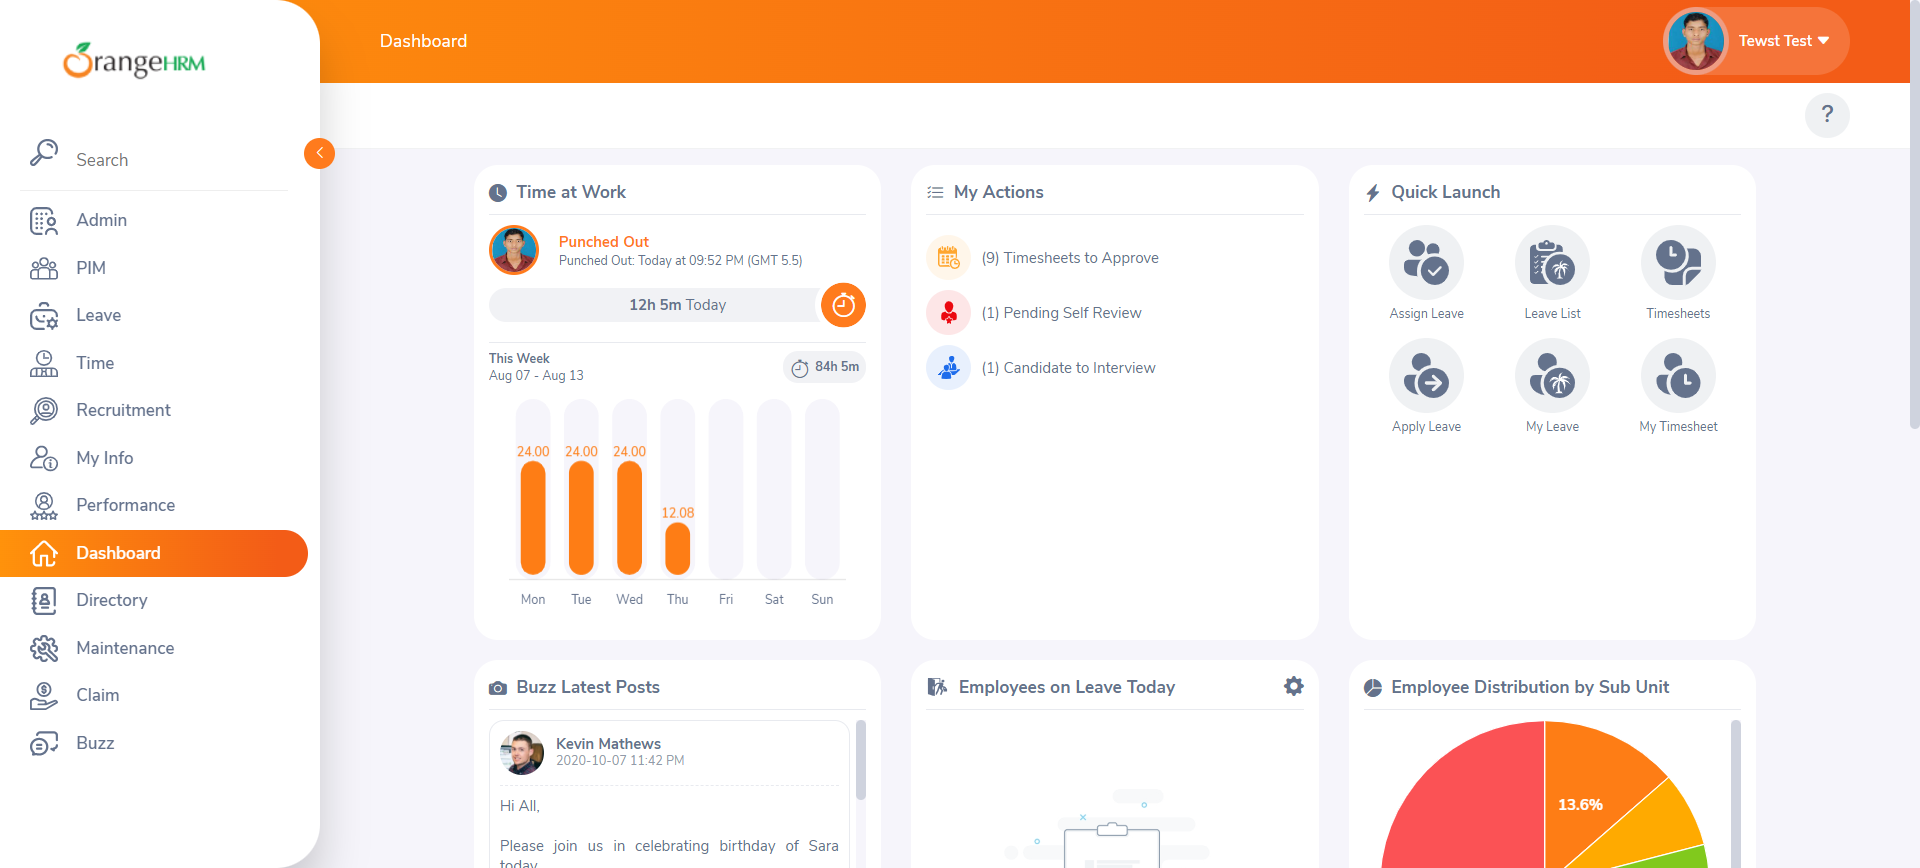 OrangeHRM
Search
Admin
PIM
Leave
Time
Recruitment
My Info
Performance
Dashboard
Directory
Maintenance
Claim
Buzz
Dashboard
Tewst Test
?
Time at Work
Punched Out
Punched Out: Today at 09:52 PM (GMT 5.5)
12h 5m Today
This Week
Aug 07 - Aug 13
84h 5m
24.00 24.00 24.00
12.08
Mon Tue Wed Thu Fri Sat Sun
My Actions
(9) Timesheets to Approve
(1) Pending Self Review
(1) Candidate to Interview
Quick Launch
Assign Leave Leave List Timesheets
Apply Leave My Leave My Timesheet
Buzz Latest Posts
Kevin Mathews
2020-10-07 11:42 PM
Hi All,
Please join us in celebrating birthday of Sara
today
Employees on Leave Today
Employee Distribution by Sub Unit
13.6%